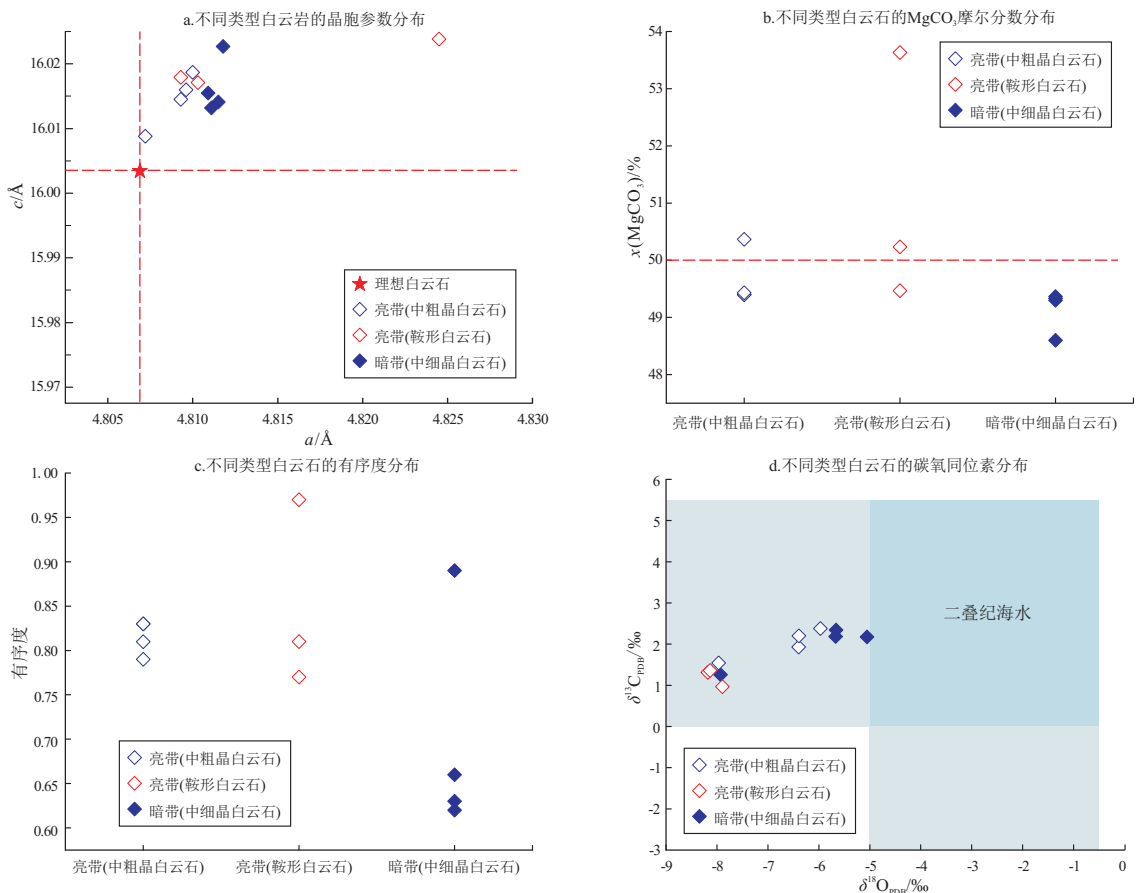 a.不同类型白云岩的晶胞参数分布
16.02
16.01
16.00
15.99
15.98
15.97
c/Å
理想白云石
亮带(中粗晶白云石)
亮带(鞍形白云石)
暗带(中细晶白云石)
4.805
4.810
4.815
4.820
4.825
4.830
a/Å
b.不同类型白云石的MgCO₃摩尔分数分布
54
53
52
51
50
49
48
x(MgCO₃)/%
亮带(中粗晶白云石)
亮带(鞍形白云石)
暗带(中细晶白云石)
亮带(中粗晶白云石)
亮带(鞍形白云石)
暗带(中细晶白云石)
c.不同类型白云石的有序度分布
1.00
0.95
0.90
0.85
0.80
0.75
0.70
0.65
0.60
有序度
亮带(中粗晶白云石)
亮带(鞍形白云石)
暗带(中细晶白云石)
亮带(中粗晶白云石)
亮带(鞍形白云石)
暗带(中细晶白云石)
d.不同类型白云石的碳氧同位素分布
6
5
4
3
2
1
0
-1
-2
-3
δ¹³C_PDB/‰
二叠纪海水
亮带(中粗晶白云石)
亮带(鞍形白云石)
暗带(中细晶白云石)
-9
-8
-7
-6
-5
-4
-3
-2
-1
0
δ¹⁸O_PDB/‰